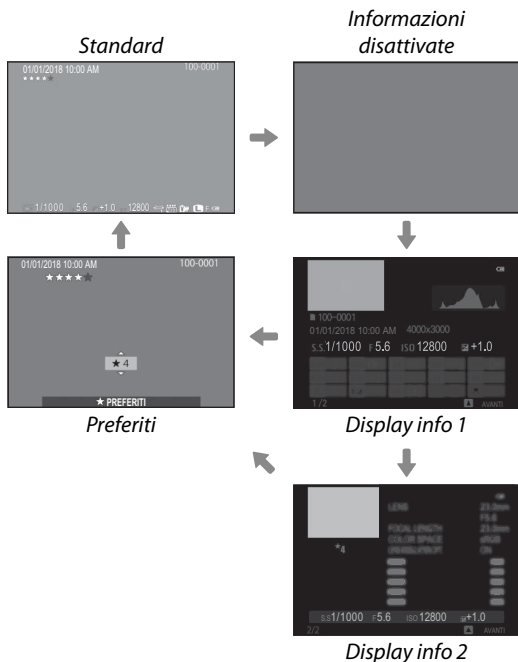 Standard
Informazioni
disattivate
01/01/2018 10:00 AM 100-0001
★★★★★
1/1000 5.6 +1.0 12800 L F
01/01/2018 10:00 AM 100-0001
★★★★★
★4
★ PREFERITI
Preferiti
100-0001
01/01/2018 10:00 AM 4000x3000
S.S.1/1000 F5.6 ISO12800 +1.0
1/2 AVANTI
Display info 1
LENS 23.0mm
F5.6
FOCAL LENGTH 23.0mm
COLOR SPACE sRGB
ON
★4
S.S1/1000 F5.6 ISO12800 +1.0
2/2 AVANTI
Display info 2